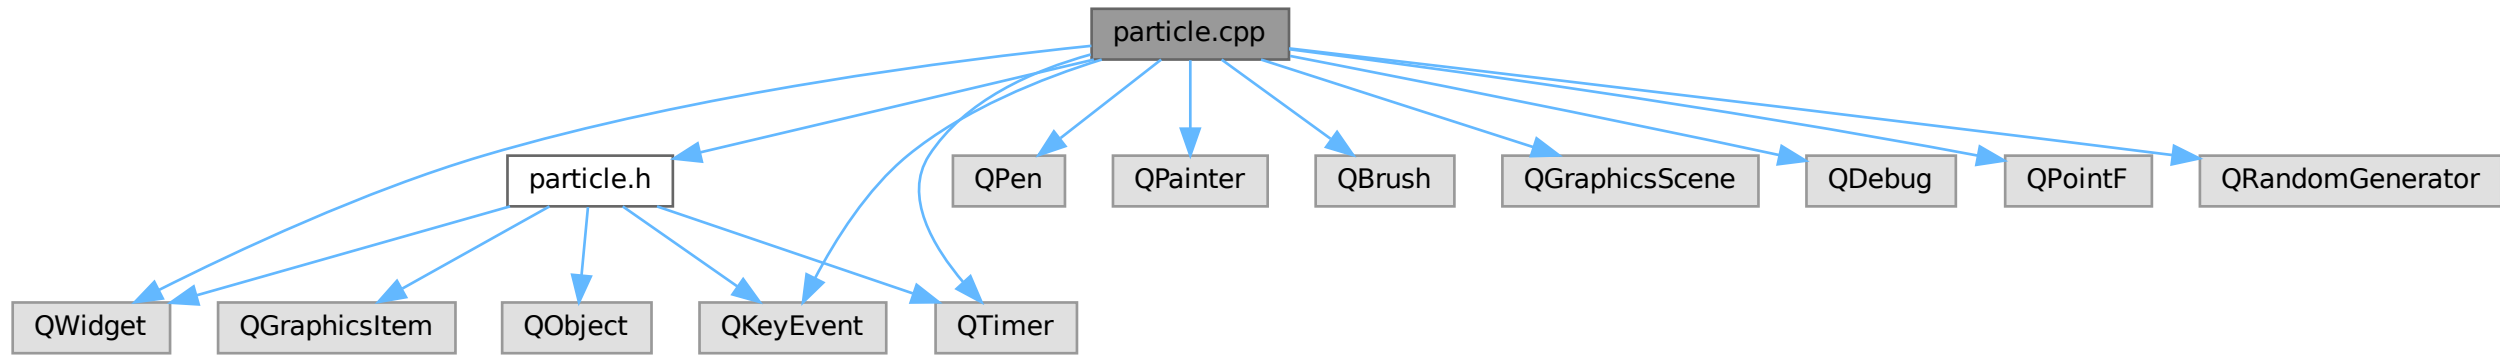 particle.cpp
particle.h
QPen
QPainter
QBrush
QGraphicsScene
QDebug
QPointF
QRandomGenerator
QWidget
QGraphicsItem
QObject
QKeyEvent
QTimer